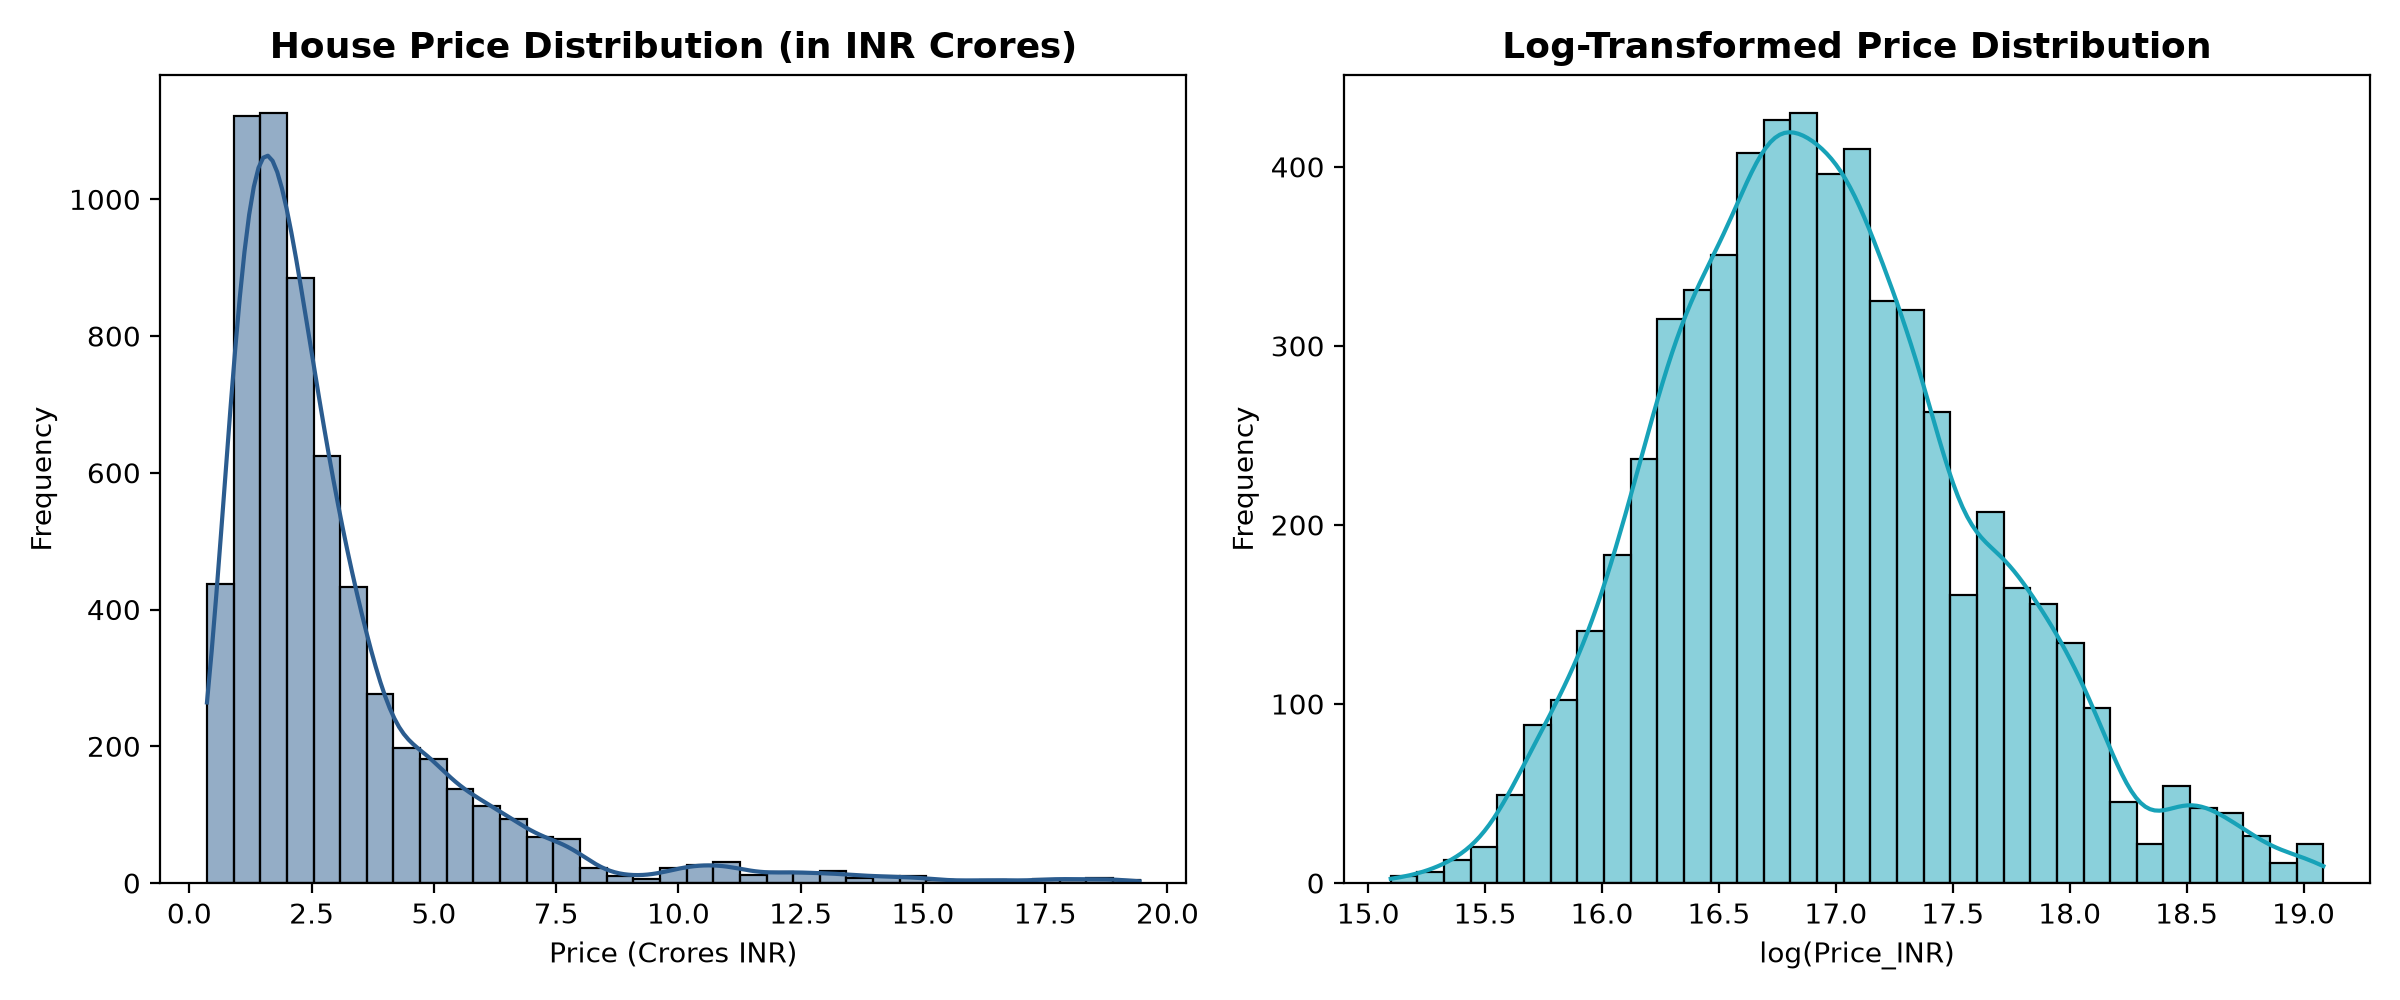 House Price Distribution (in INR Crores)
1000
800
600
400
200
0
Frequency
0.0 2.5 5.0 7.5 10.0 12.5 15.0 17.5 20.0
Price (Crores INR)
Log-Transformed Price Distribution
400
300
200
100
0
Frequency
15.0 15.5 16.0 16.5 17.0 17.5 18.0 18.5 19.0
log(Price_INR)